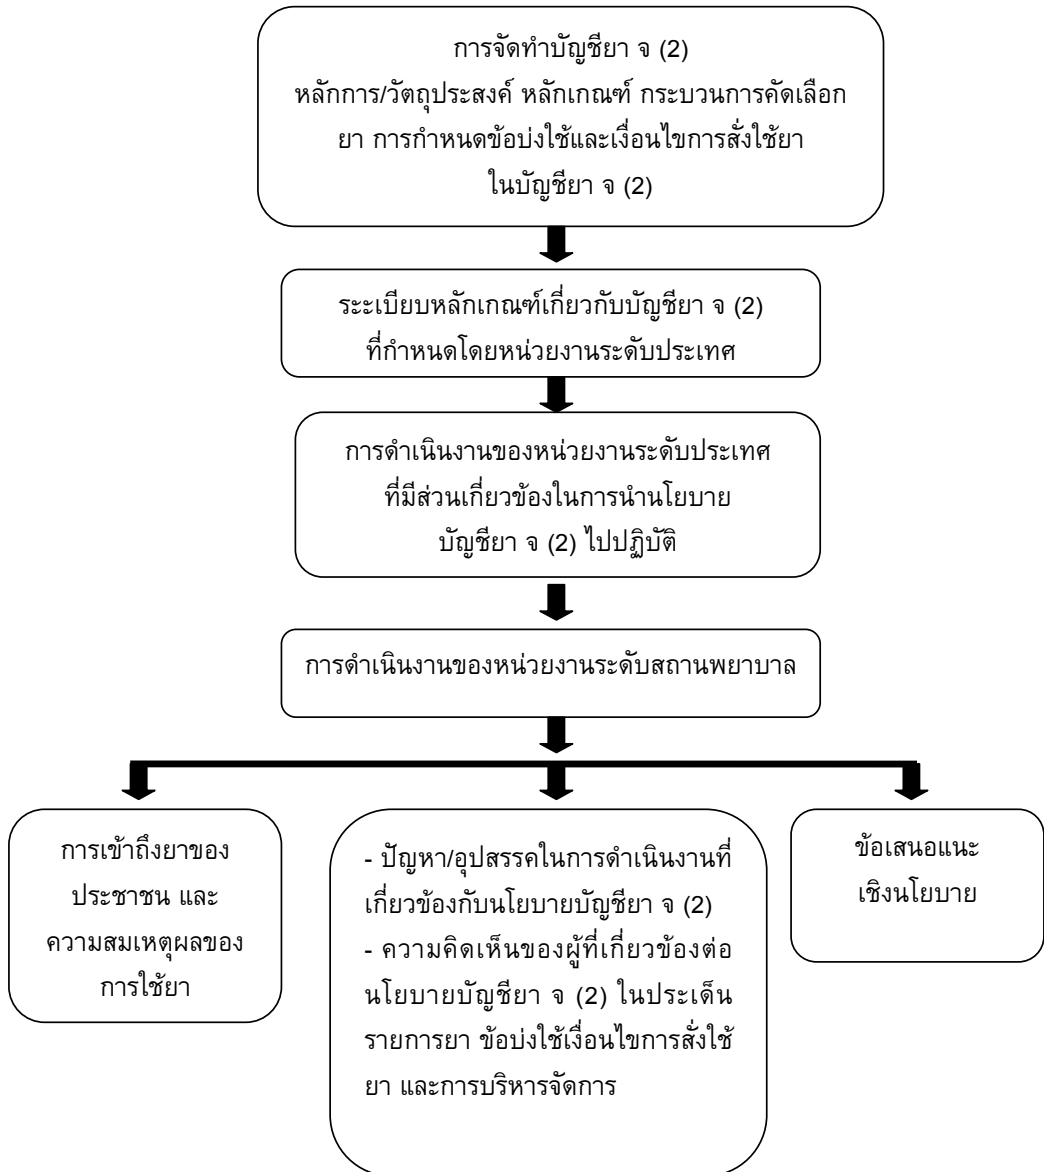 การจัดทำบัญชียา จ (2)
หลักการ/วัตถุประสงค์ หลักเกณฑ์ กระบวนการคัดเลือก
ยา การกำหนดข้อบ่งใช้และเงื่อนไขการสั่งใช้ยา
ในบัญชียา จ (2)
ระะเบียบหลักเกณฑ์เกี่ยวกับบัญชียา จ (2)
ที่กำหนดโดยหน่วยงานระดับประเทศ
การดำเนินงานของหน่วยงานระดับประเทศ
ที่มีส่วนเกี่ยวข้องในการนำนโยบาย
บัญชียา จ (2) ไปปฏิบัติ
การดำเนินงานของหน่วยงานระดับสถานพยาบาล
การเข้าถึงยาของ
ประชาชน และ
ความสมเหตุผลของ
การใช้ยา
- ปัญหา/อุปสรรคในการดำเนินงานที่
เกี่ยวข้องกับนโยบายบัญชียา จ (2)
- ความคิดเห็นของผู้ที่เกี่ยวข้องต่อ
นโยบายบัญชียา จ (2) ในประเด็น
รายการยา ข้อบ่งใช้เงื่อนไขการสั่งใช้
ยา และการบริหารจัดการ
ข้อเสนอแนะ
เชิงนโยบาย